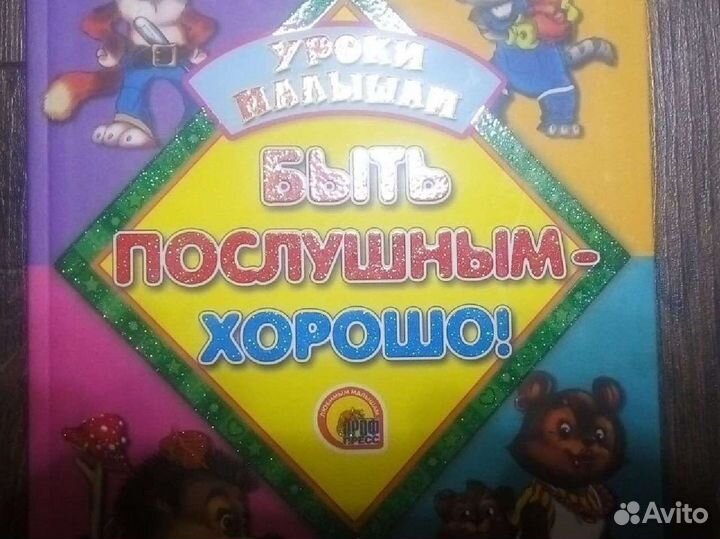 УРОКИ
МАЛЫШАМ
БЫТЬ
ПОСЛУШНЫМ-
ХОРОШО!
ЛЮБИМЫМ МАЛЫШАМ
ПРОФ
ПРЕСС
Avito